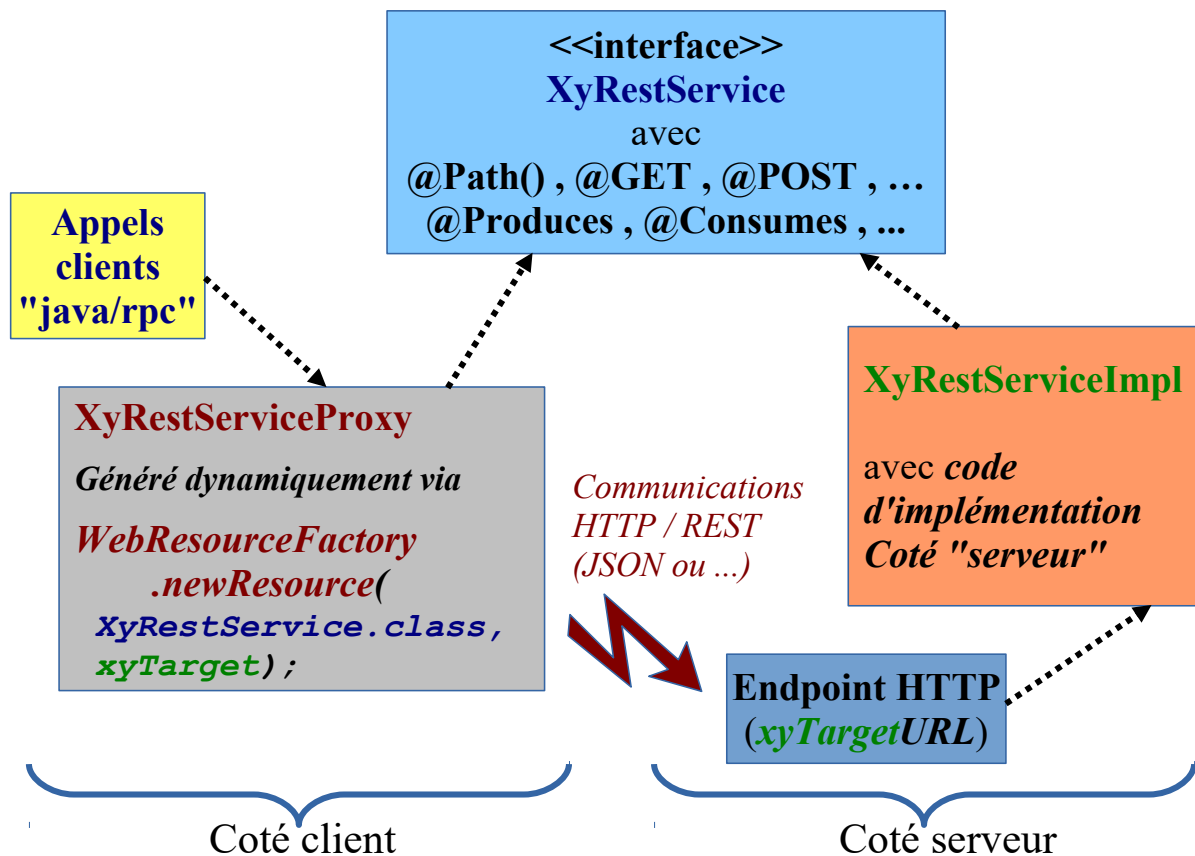 <<interface>>
XyRestService
avec
@Path() , @GET , @POST , …
@Produces , @Consumes , ...
Appels
clients
"java/rpc"
XyRestServiceProxy
Généré dynamiquement via
WebResourceFactory
.newResource(
XyRestService.class,
xyTarget);
Communications
HTTP / REST
(JSON ou ...)
XyRestServiceImpl
avec code
d'implémentation
Coté "serveur"
Endpoint HTTP
(xyTargetURL)
Coté client
Coté serveur